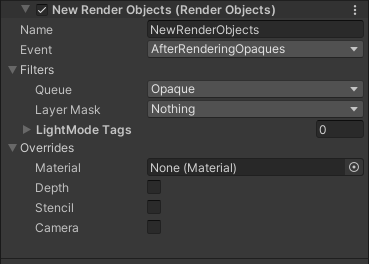 New Render Objects (Render Objects)
Name NewRenderObjects
Event AfterRenderingOpaques
Filters
Queue Opaque
Layer Mask Nothing
LightMode Tags 0
Overrides
Material None (Material)
Depth
Stencil
Camera